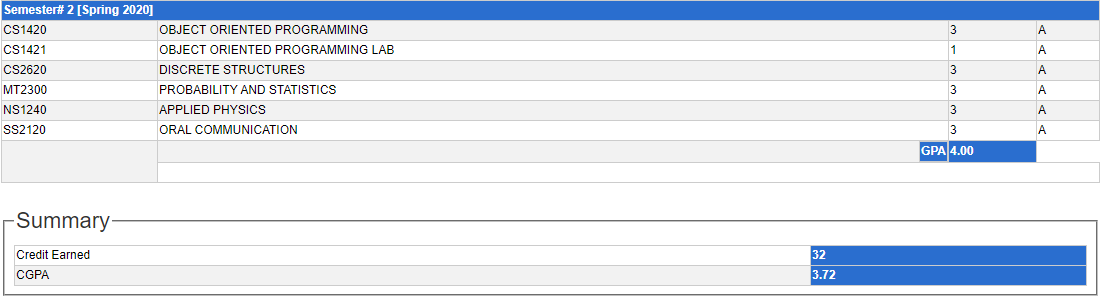 Semester# 2 [Spring 2020]
CS1420 OBJECT ORIENTED PROGRAMMING 3 A
CS1421 OBJECT ORIENTED PROGRAMMING LAB 1 A
CS2620 DISCRETE STRUCTURES 3 A
MT2300 PROBABILITY AND STATISTICS 3 A
NS1240 APPLIED PHYSICS 3 A
SS2120 ORAL COMMUNICATION 3 A
GPA 4.00
Summary
Credit Earned 32
CGPA 3.72